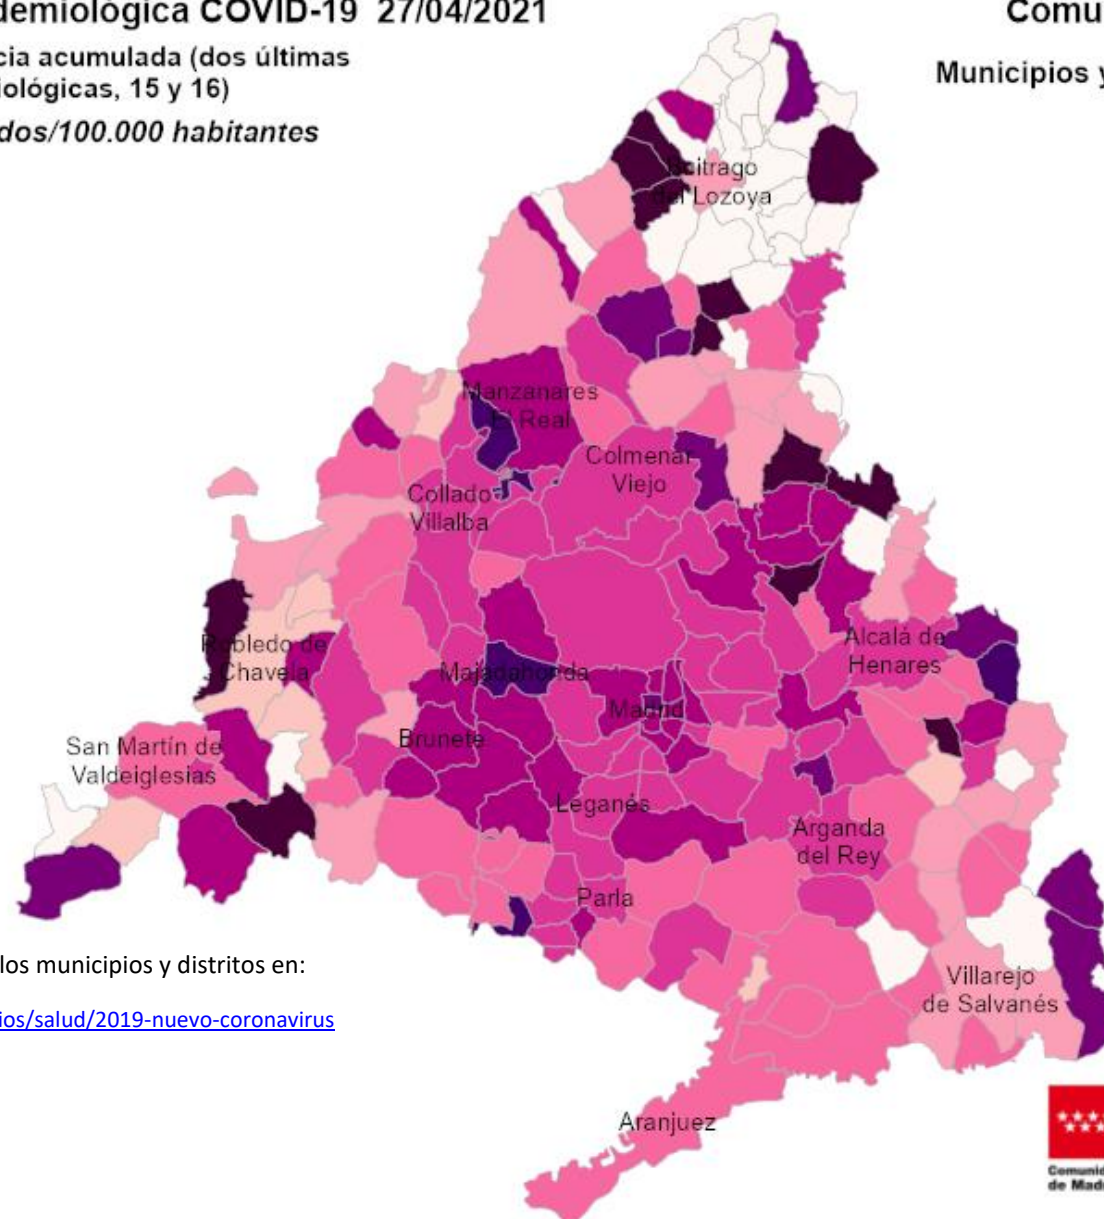 demiológica COVID-19 27/04/2021
Comu
cia acumulada (dos últimas
iológicas, 15 y 16)
dos/100.000 habitantes
Municipios y
itrago
del Lozoya
Manzanares
El Real
Colmenar
Viejo
Collado
Villalba
Robledo de
Chavela
Alcalá de
Henares
Majadahonda
Madrid
Brunete
San Martín de
Valdeiglesias
Leganés
Arganda
del Rey
Parla
los municipios y distritos en:
Villarejo
de Salvanés
ios/salud/2019-nuevo-coronavirus
Aranjuez
Comunid
de Mad